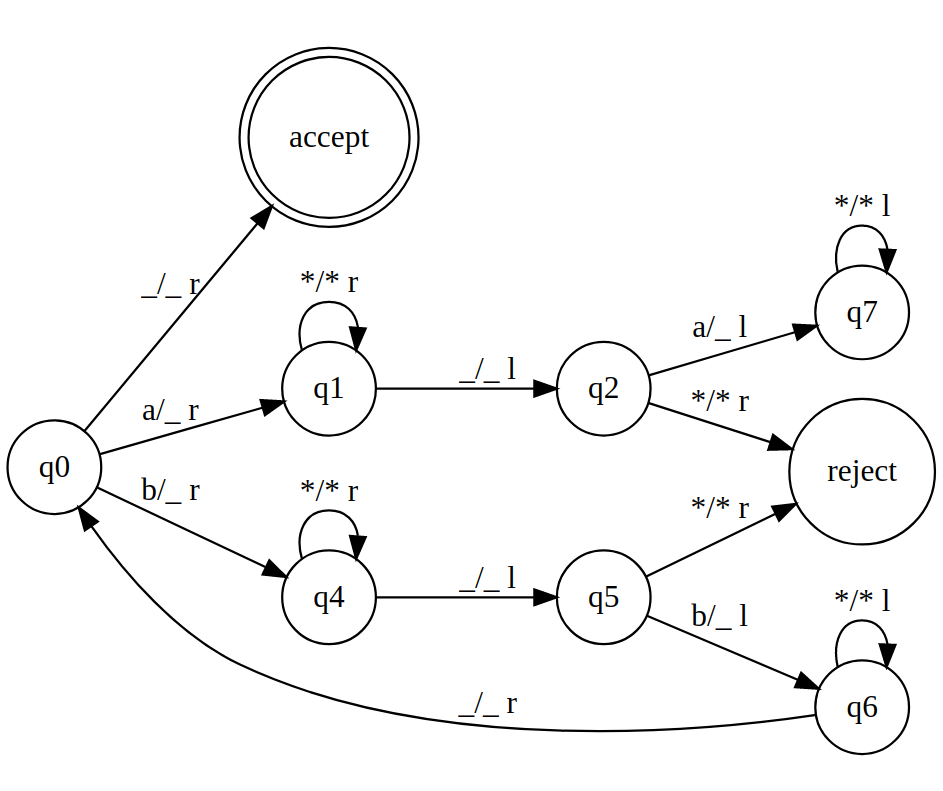 accept
*/* r
_/_ r
*/* l
q7
a/_ l
q1
_/_ l
q2
*/* r
a/_ r
q0
reject
b/_ r
*/* r
*/* r
q4
_/_ l
q5
b/_ l
*/* l
q6
_/_ r